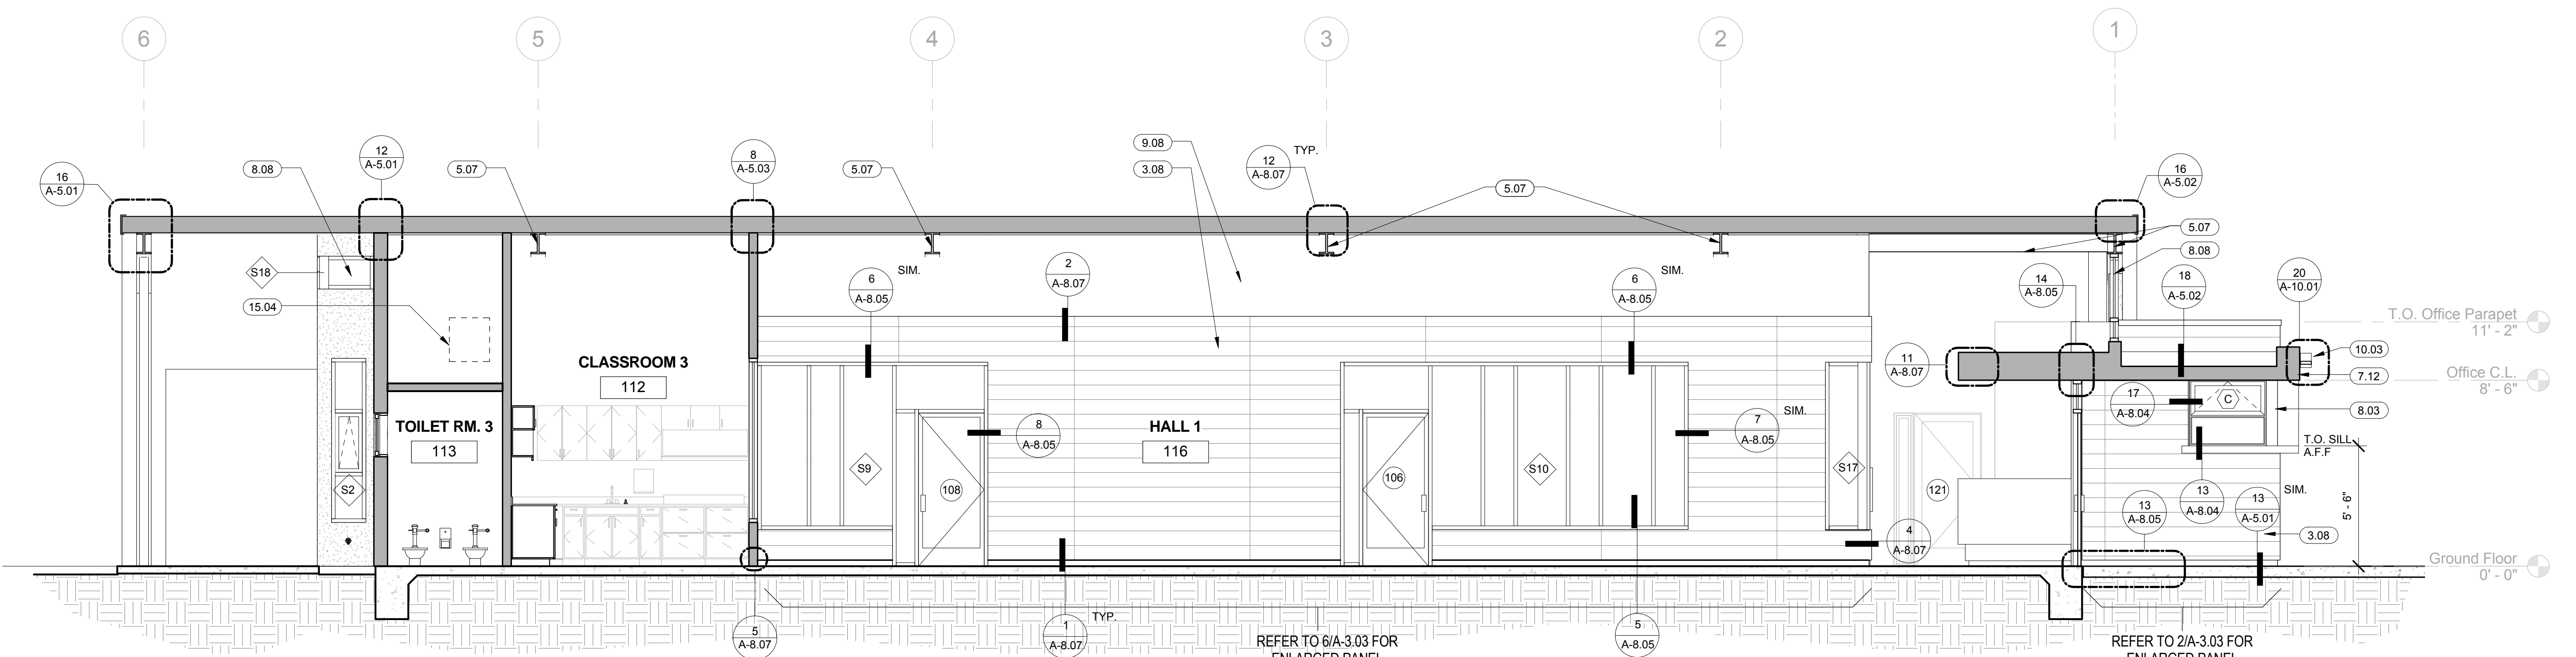 6
5
4
3
2
1
16
A-5.01
8.08
12
A-5.01
5.07
8
A-5.03
5.07
9.08
3.08
12
A-8.07
TYP.
5.07
16
A-5.02
5.07
8.08
S18
15.04
6
A-8.05
SIM.
2
A-8.07
6
A-8.05
SIM.
14
A-8.05
18
A-5.02
20
A-10.01
T.O. Office Parapet
11' - 2"
10.03
7.12
Office C.L.
8' - 6"
11
A-8.07
CLASSROOM 3
112
TOILET RM. 3
113
HALL 1
116
8
A-8.05
7
A-8.05
SIM.
17
A-8.04
C
8.03
T.O. SILL
A.F.F
S2
S9
108
106
S10
S17
121
13
A-8.05
13
A-8.04
13
A-5.01
SIM.
5' - 6"
3.08
4
A-8.07
Ground Floor
0' - 0"
5
A-8.07
1
A-8.07
TYP.
REFER TO 6/A-3.03 FOR
ENLARGED PANEL
5
A-8.05
REFER TO 2/A-3.03 FOR
ENLARGED PANEL